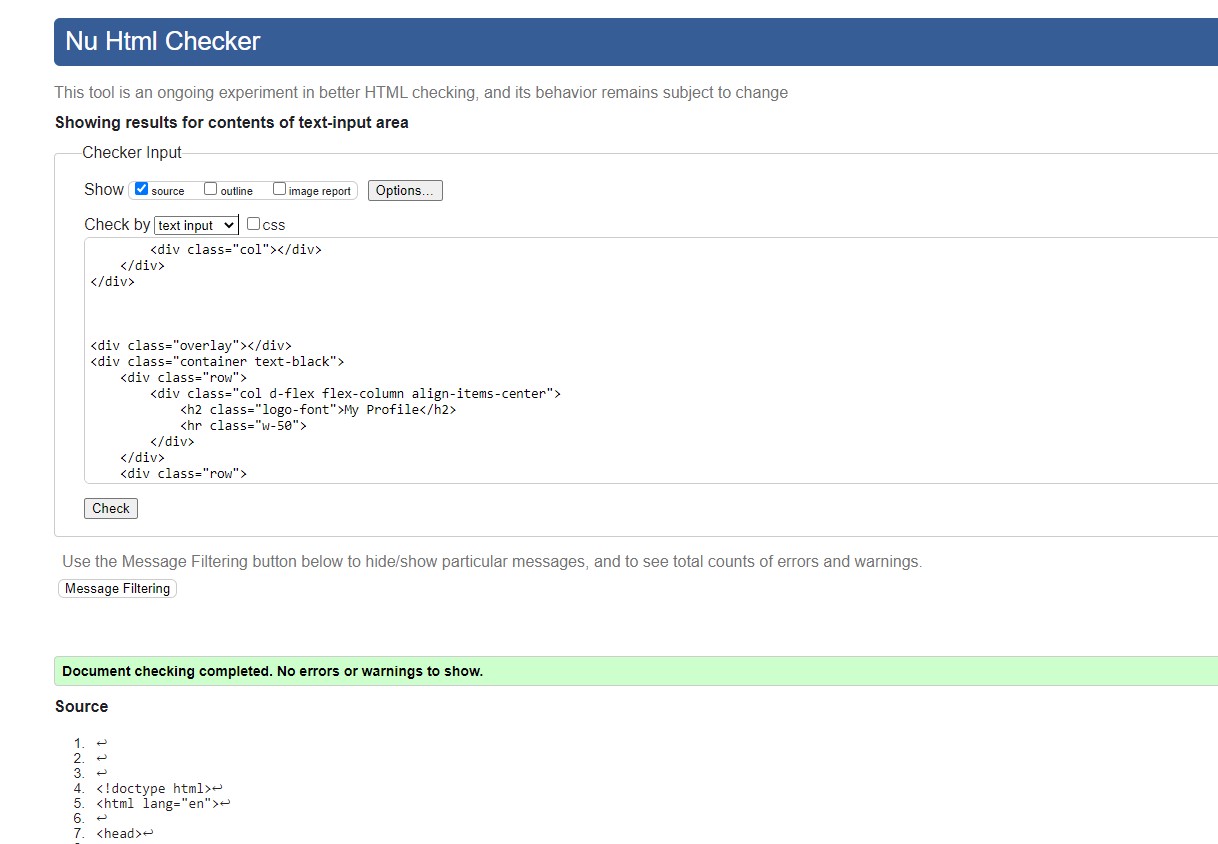 Nu Html Checker
This tool is an ongoing experiment in better HTML checking, and its behavior remains subject to change
Showing results for contents of text-input area
Checker Input
Show source outline image report Options...
Check by text input css
        <div class="col"></div>
    </div>
</div>
<div class="overlay"></div>
<div class="container text-black">
    <div class="row">
        <div class="col d-flex flex-column align-items-center">
            <h2 class="logo-font">My Profile</h2>
            <hr class="w-50">
        </div>
    </div>
    <div class="row">
Check
Use the Message Filtering button below to hide/show particular messages, and to see total counts of errors and warnings.
Message Filtering
Document checking completed. No errors or warnings to show.
Source
1. ↩
2. ↩
3. ↩
4. <!doctype html>↩
5. <html lang="en">↩
6. ↩
7. <head>↩